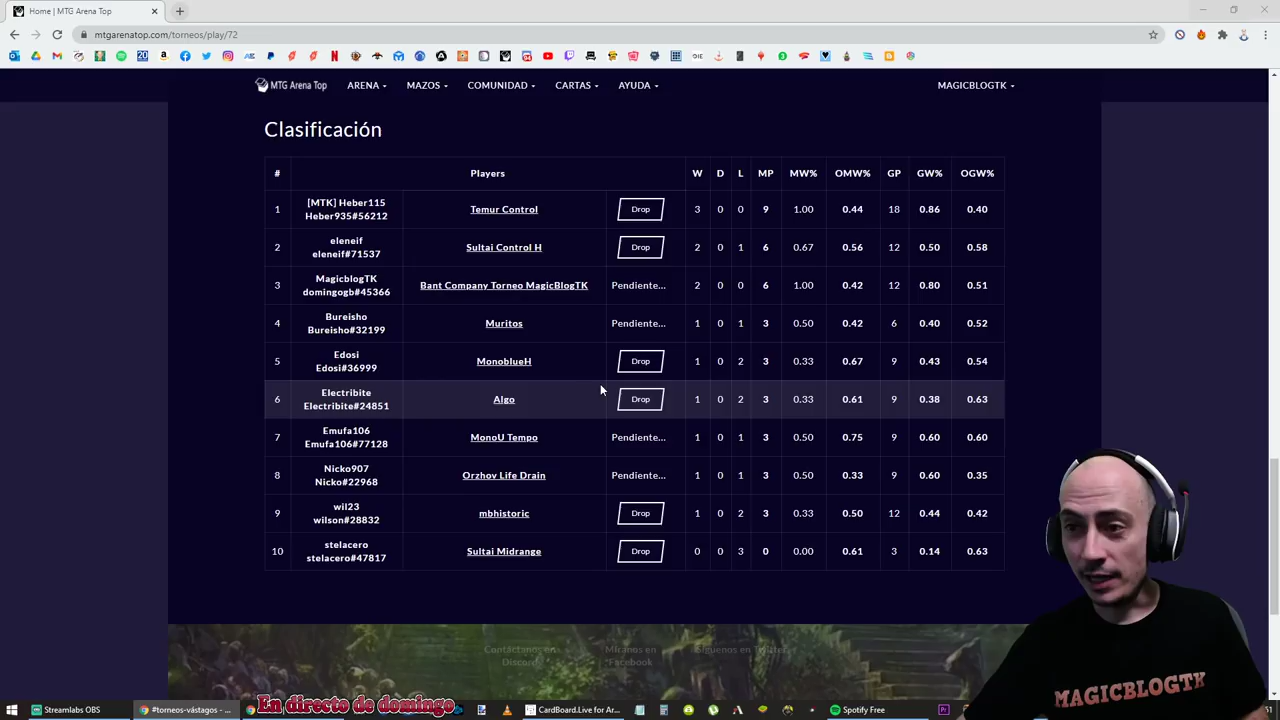 Home | MTG Arena Top
mtgarenatop.com/torneos/play/72
MTG Arena Top
ARENA
MAZOS
COMUNIDAD
CARTAS
AYUDA
MAGICBLOGTK
Clasificación
# Players W D L MP MW% OMW% GP GW% OGW%
1 [MTK] Heber115 Heber935#56212 Temur Control Drop 3 0 0 9 1.00 0.44 18 0.86 0.40
2 eleneif eleneif#71537 Sultai Control H Drop 2 0 1 6 0.67 0.56 12 0.50 0.58
3 MagicblogTK domingogb#45366 Bant Company Torneo MagicBlogTK Pendiente... 2 0 0 6 1.00 0.42 12 0.80 0.51
4 Bureisho Bureisho#32199 Muritos Pendiente... 1 0 1 3 0.50 0.42 6 0.40 0.52
5 Edosi Edosi#36999 MonoblueH Drop 1 0 2 3 0.33 0.67 9 0.43 0.54
6 Electribite Electribite#24851 Algo Drop 1 0 2 3 0.33 0.61 9 0.38 0.63
7 Emufa106 Emufa106#77128 MonoU Tempo Pendiente... 1 0 1 3 0.50 0.75 9 0.60 0.60
8 Nicko907 Nicko#22968 Orzhov Life Drain Pendiente... 1 0 1 3 0.50 0.33 9 0.60 0.35
9 wil23 wilson#28832 mbhistoric Drop 1 0 2 3 0.33 0.50 12 0.44 0.42
10 stelacero stelacero#47817 Sultai Midrange Drop 0 0 3 0 0.00 0.61 3 0.14 0.63
Contáctanos en Discord
Míranos en Facebook
Síguenos en Twitter
MAGICBLOGTK
En directo de domingo
Streamlabs OBS
#torneos-vástagos - ...
CardBoard.Live for Ar...
Spotify Free